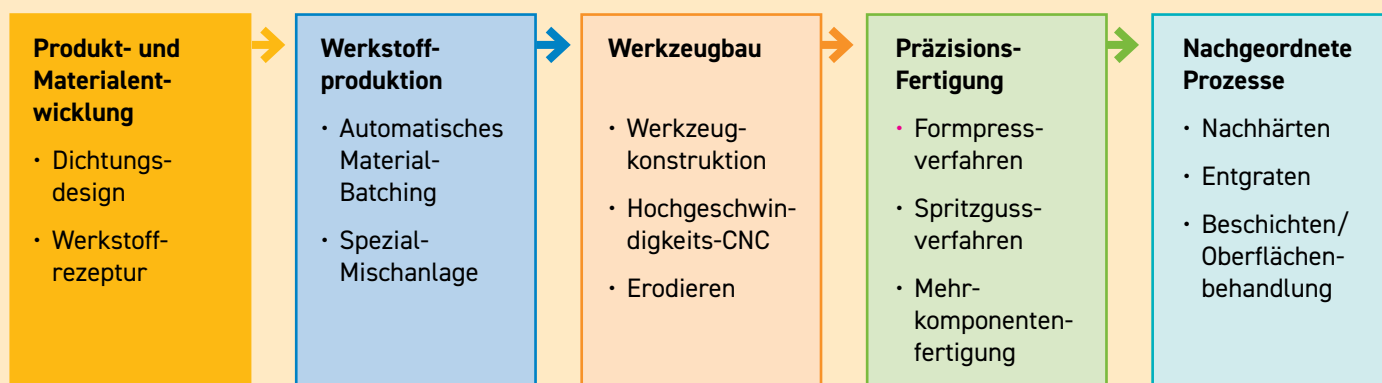 Produkt- und
Materialent-
wicklung
· Dichtungs-
design
· Werkstoff-
rezeptur
Werkstoff-
produktion
· Automatisches
Material-
Batching
· Spezial-
Mischanlage
Werkzeugbau
· Werkzeug-
konstruktion
· Hochgeschwin-
digkeits-CNC
· Erodieren
Präzisions-
Fertigung
· Formpress-
verfahren
· Spritzguss-
verfahren
· Mehr-
komponenten-
fertigung
Nachgeordnete
Prozesse
· Nachhärten
· Entgraten
· Beschichten/
Oberflächen-
behandlung